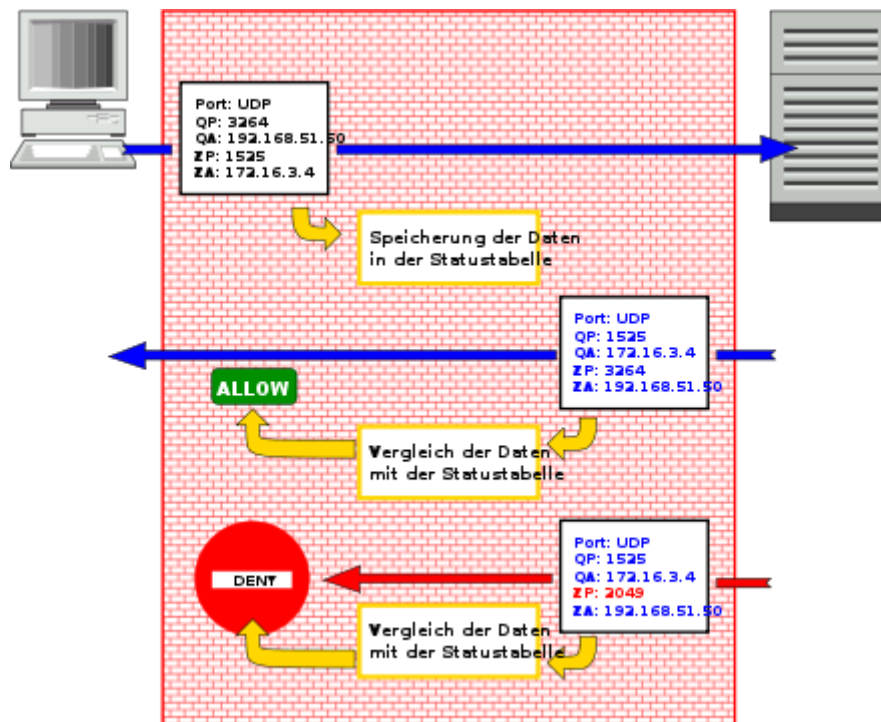 Port: UDP
QP: 3264
QA: 192.168.51.50
ZP: 1525
ZA: 172.16.3.4
Speicherung der Daten
in der Statustabelle
Port: UDP
QP: 1525
QA: 172.16.3.4
ZP: 3264
ZA: 192.168.51.50
ALLOW
Vergleich der Daten
mit der Statustabelle
Port: UDP
QP: 1525
QA: 172.16.3.4
ZP: 2049
ZA: 192.168.51.50
DENY
Vergleich der Daten
mit der Statustabelle